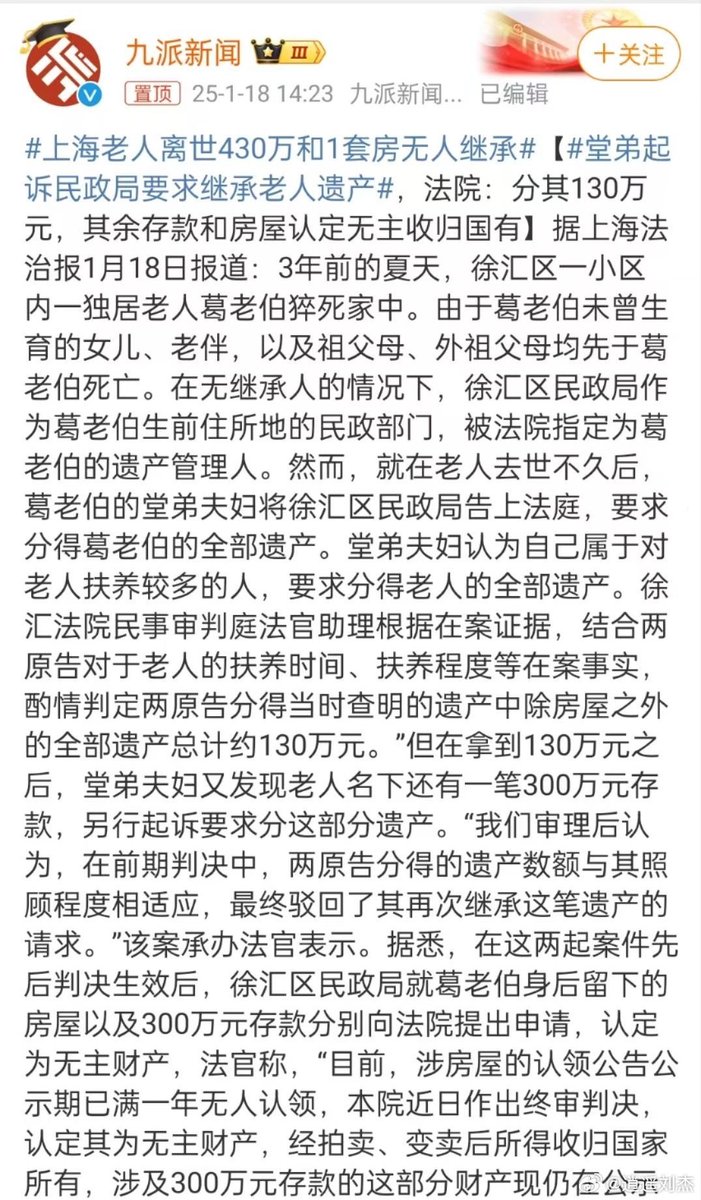 九派新闻
III
+关注
置顶 25-1-18 14:23 九派新闻... 已编辑
#上海老人离世430万和1套房无人继承#【#堂弟起
诉民政局要求继承老人遗产#，法院：分其130万
元，其余存款和房屋认定无主收归国有】据上海法
治报1月18日报道：3年前的夏天，徐汇区一小区
内一独居老人葛老伯猝死家中。由于葛老伯未曾生
育的女儿、老伴，以及祖父母、外祖父母均先于葛
老伯死亡。在无继承人的情况下，徐汇区民政局作
为葛老伯生前住所地的民政部门，被法院指定为葛
老伯的遗产管理人。然而，就在老人去世不久后，
葛老伯的堂弟夫妇将徐汇区民政局告上法庭，要求
分得葛老伯的全部遗产。堂弟夫妇认为自己属于对
老人扶养较多的人，要求分得老人的全部遗产。徐
汇法院民事审判庭法官助理根据在案证据，结合两
原告对于老人的扶养时间、扶养程度等在案事实，
酌情判定两原告分得当时查明的遗产中除房屋之外
的全部遗产总计约130万元。”但在拿到130万元之
后，堂弟夫妇又发现老人名下还有一笔300万元存
款，另行起诉要求分这部分遗产。“我们审理后认
为，在前期判决中，两原告分得的遗产数额与其照
顾程度相适应，最终驳回了其再次继承这笔遗产的
请求。”该案承办法官表示。据悉，在这两起案件先
后判决生效后，徐汇区民政局就葛老伯身后留下的
房屋以及300万元存款分别向法院提出申请，认定
为无主财产，法官称，“目前，涉房屋的认领公告公
示期已满一年无人认领，本院近日作出终审判决，
认定其为无主财产，经拍卖、变卖后所得收归国家
所有，涉及300万元存款的这部分财产现仍在公示
@逍遥刘杰